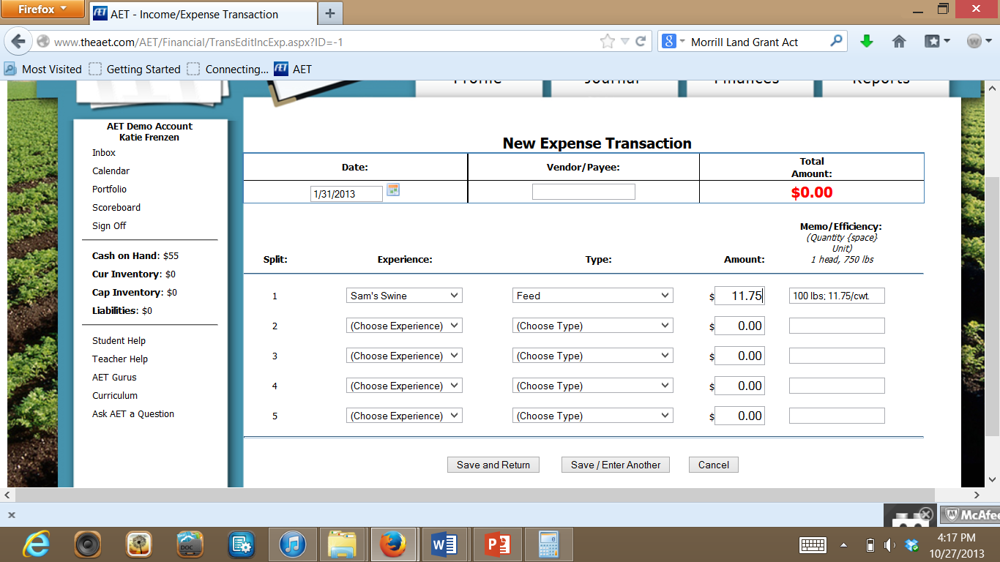 Firefox
AET - Income/Expense Transaction
www.theaet.com/AET/Financial/TransEditIncExp.aspx?ID=-1
Morrill Land Grant Act
Most Visited
Getting Started
Connecting...
AET
Profile
Journal
Finances
Reports
AET Demo Account
Katie Frenzen
Inbox
Calendar
Portfolio
Scoreboard
Sign Off
Cash on Hand: $55
Cur Inventory: $0
Cap Inventory: $0
Liabilities: $0
Student Help
Teacher Help
AET Gurus
Curriculum
Ask AET a Question
New Expense Transaction
Date:
Vendor/Payee:
Total
Amount:
1/31/2013
$0.00
Split:
Experience:
Type:
Amount:
Memo/Efficiency:
(Quantity {space}
Unit)
1 head, 750 lbs
1 Sam's Swine Feed $ 11.75 100 lbs; 11.75/cwt.
2 (Choose Experience) (Choose Type) $ 0.00
3 (Choose Experience) (Choose Type) $ 0.00
4 (Choose Experience) (Choose Type) $ 0.00
5 (Choose Experience) (Choose Type) $ 0.00
Save and Return
Save / Enter Another
Cancel
McAfee
DOC
4:17 PM
10/27/2013